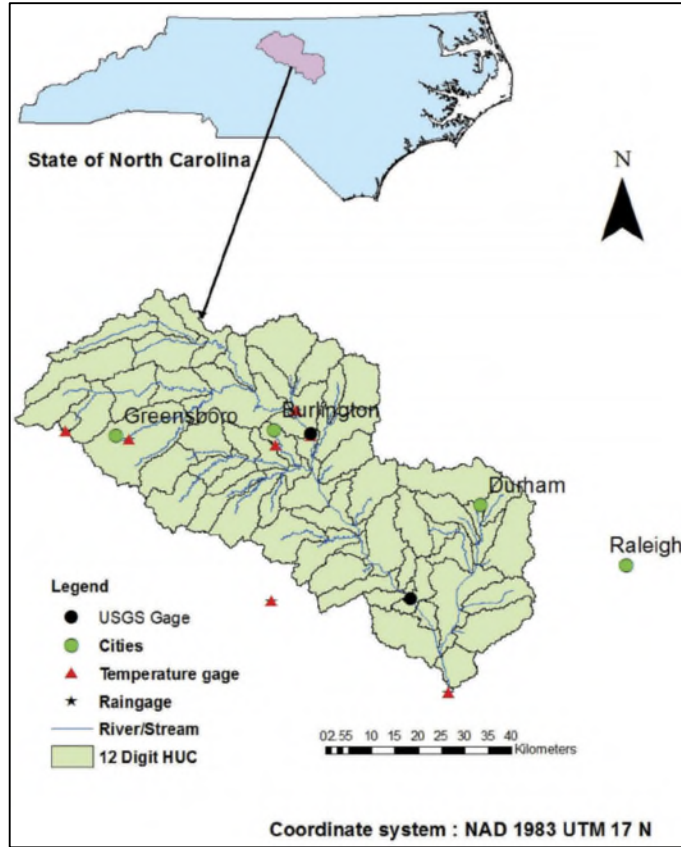 State of North Carolina
N
Greensboro
Burlington
Durham
Raleigh
Legend
USGS Gage
Cities
Temperature gage
Raingage
River/Stream
12 Digit HUC
02.55 10 15 20 25 30 35 40
Kilometers
Coordinate system : NAD 1983 UTM 17 N